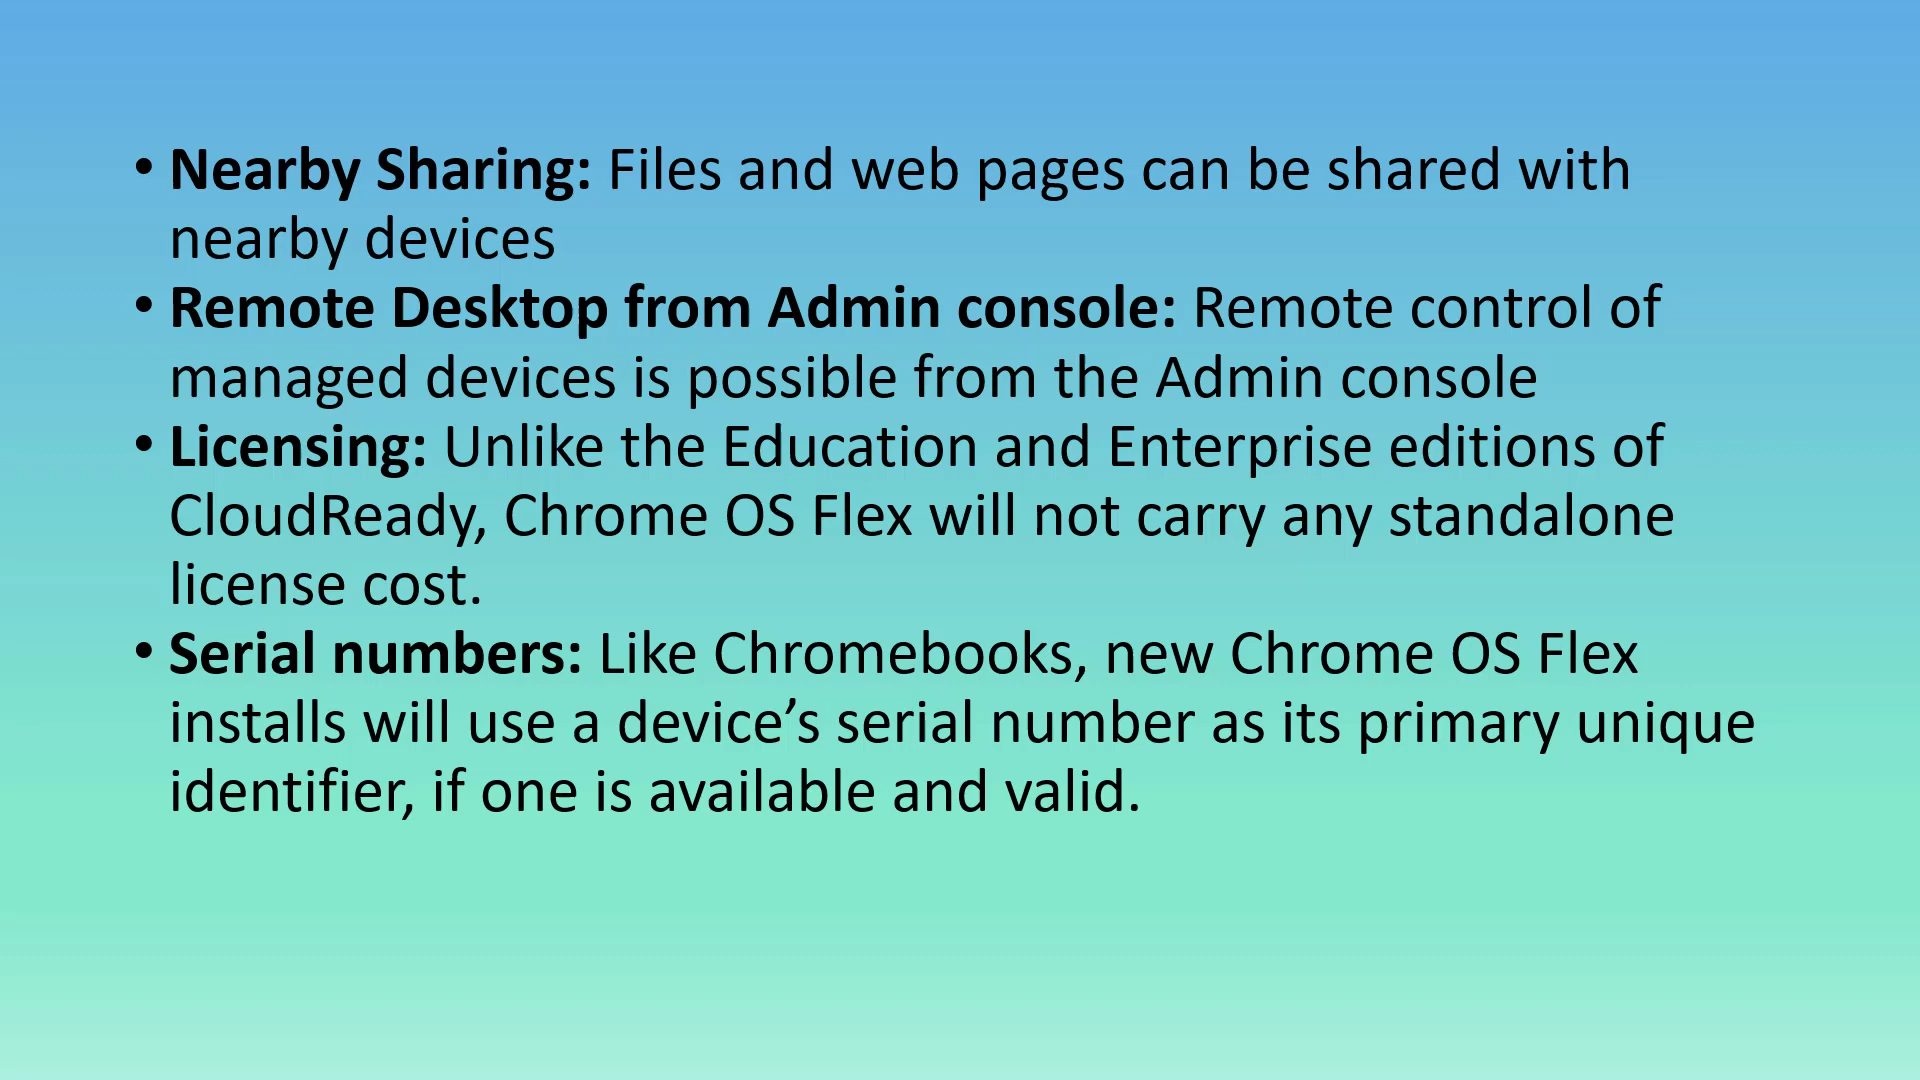 • Nearby Sharing: Files and web pages can be shared with
nearby devices
• Remote Desktop from Admin console: Remote control of
managed devices is possible from the Admin console
• Licensing: Unlike the Education and Enterprise editions of
CloudReady, Chrome OS Flex will not carry any standalone
license cost.
• Serial numbers: Like Chromebooks, new Chrome OS Flex
installs will use a device’s serial number as its primary unique
identifier, if one is available and valid.